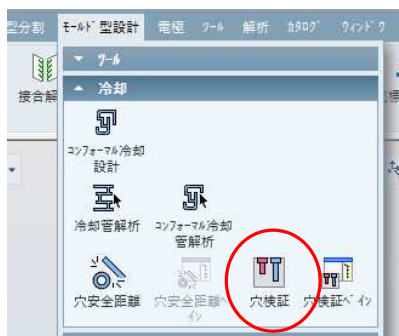 型分割 ﾓｰﾙﾄﾞ型設計 電極 ﾂｰﾙ 解析 ｶﾀﾛｸﾞ ｳｨﾝﾄﾞｳ
接合解
ﾂｰﾙ
冷却
ｺﾝﾌｫｰﾏﾙ冷却
設計
冷却管解析 ｺﾝﾌｫｰﾏﾙ冷却
管解析
穴安全距離 穴安全距離ﾍﾟ 穴検証 穴検証ﾍﾟｲﾝ
ｲﾝ